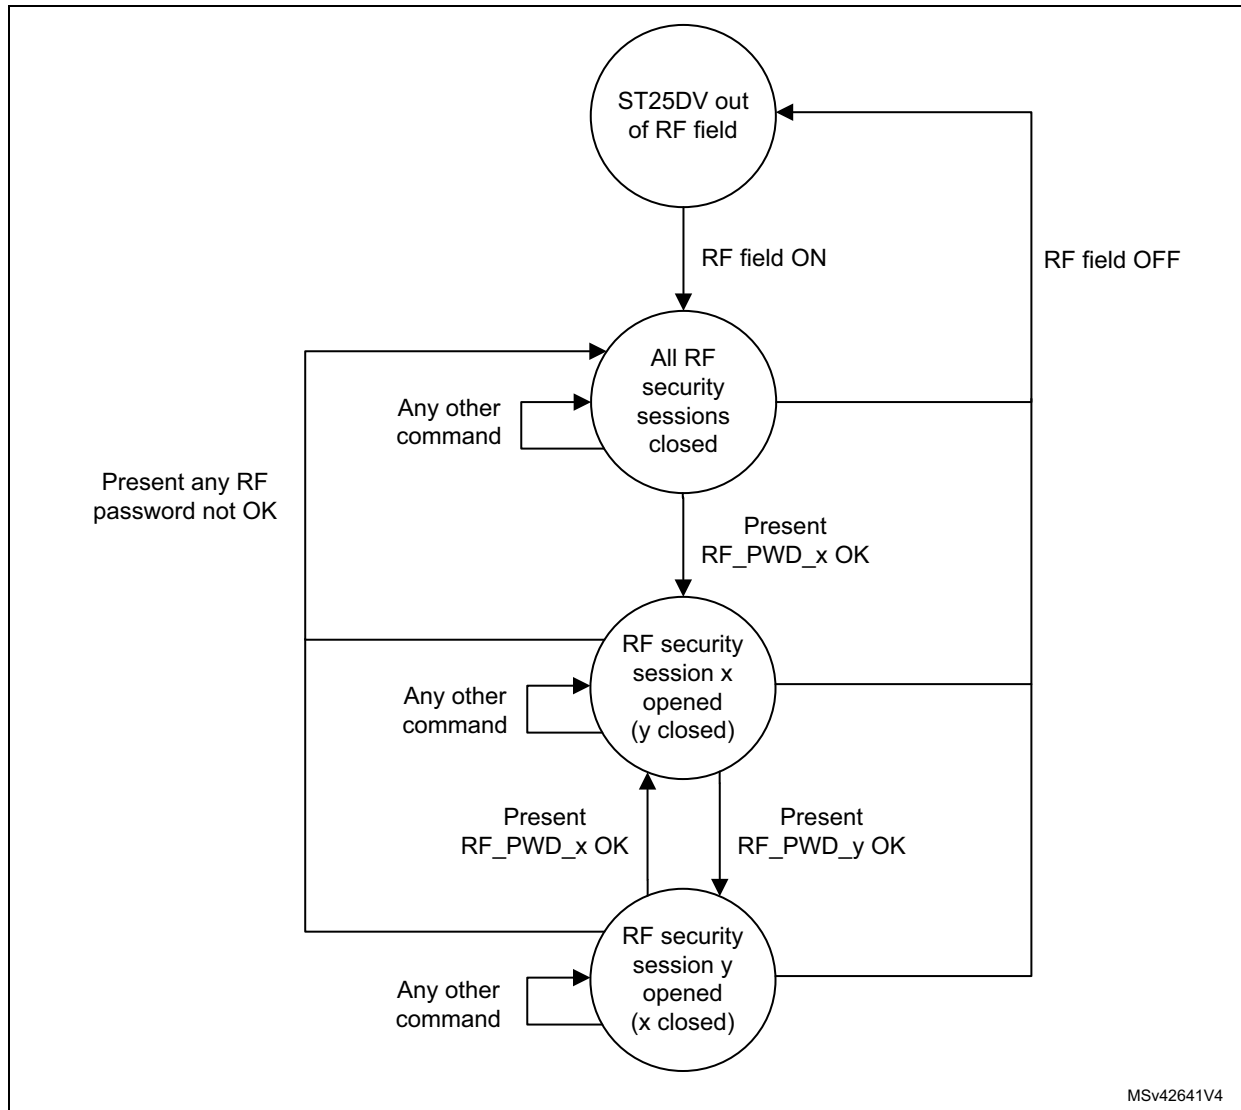 ST25DV out
of RF field
RF field ON
RF field OFF
All RF
security
sessions
closed
Any other
command
Present any RF
password not OK
Present
RF_PWD_x OK
RF security
session x
opened
(y closed)
Any other
command
Present
RF_PWD_x OK
Present
RF_PWD_y OK
RF security
session y
opened
(x closed)
Any other
command
MSv42641V4